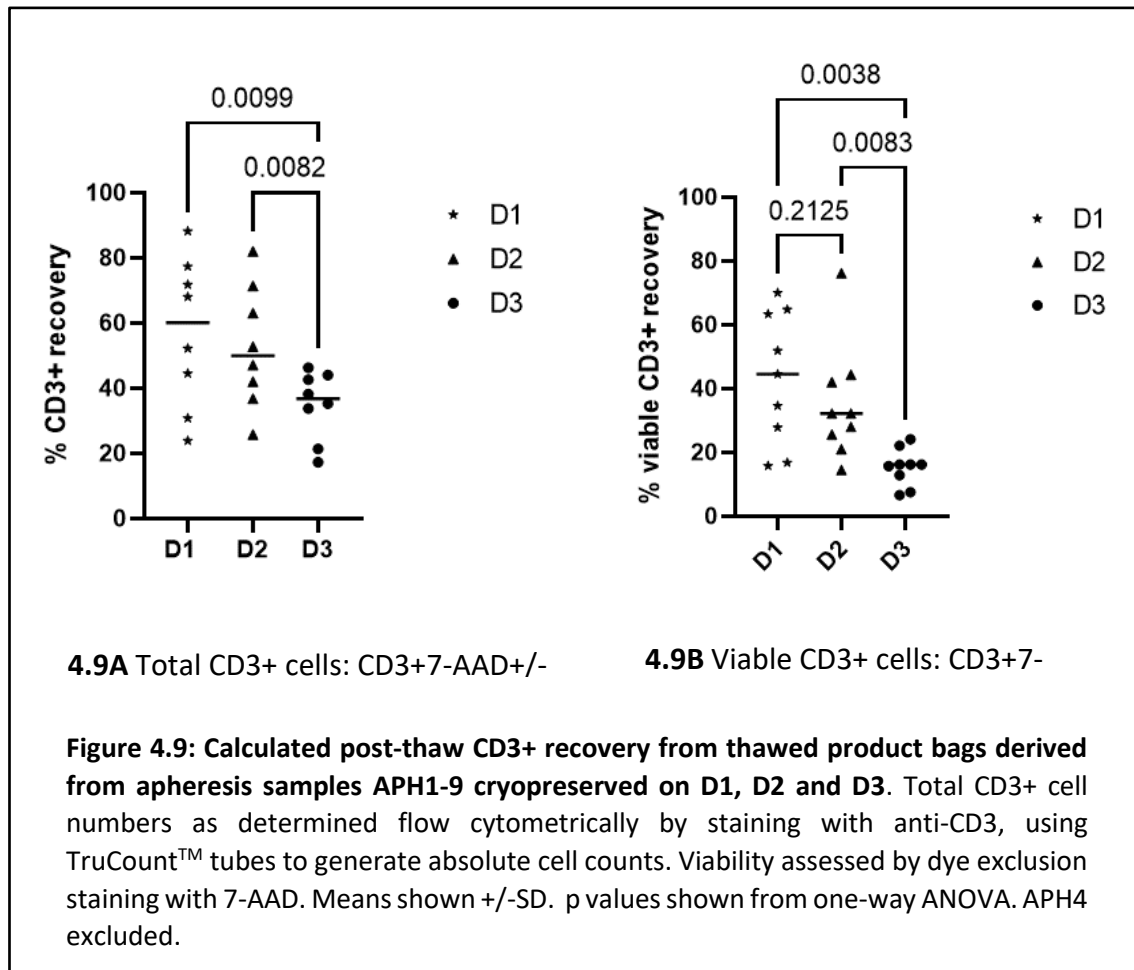 0.0099
0.0082
100
80
60
40
20
0
% CD3+ recovery
D1
D2
D3
D1 D2 D3
0.0038
0.0083
0.2125
100
80
60
40
20
0
% viable CD3+ recovery
D1
D2
D3
D1 D2 D3
4.9A Total CD3+ cells: CD3+7-AAD+/-
4.9B Viable CD3+ cells: CD3+7-
Figure 4.9: Calculated post-thaw CD3+ recovery from thawed product bags derived
from apheresis samples APH1-9 cryopreserved on D1, D2 and D3. Total CD3+ cell
numbers as determined flow cytometrically by staining with anti-CD3, using
TruCount™ tubes to generate absolute cell counts. Viability assessed by dye exclusion
staining with 7-AAD. Means shown +/-SD. p values shown from one-way ANOVA. APH4
excluded.